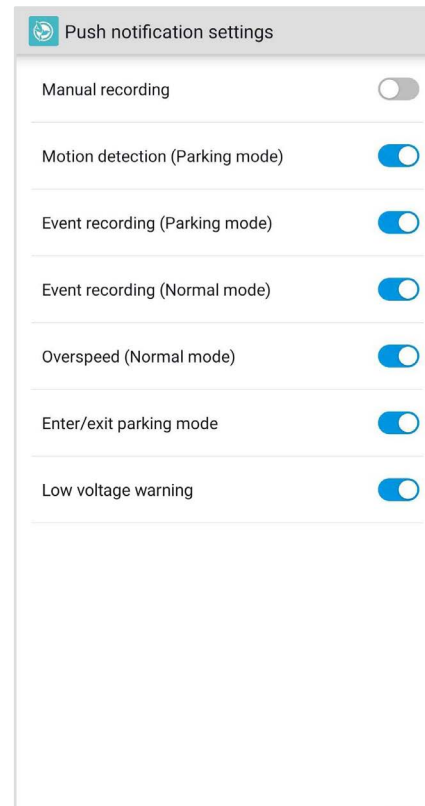 Push notification settings
Manual recording
Motion detection (Parking mode)
Event recording (Parking mode)
Event recording (Normal mode)
Overspeed (Normal mode)
Enter/exit parking mode
Low voltage warning